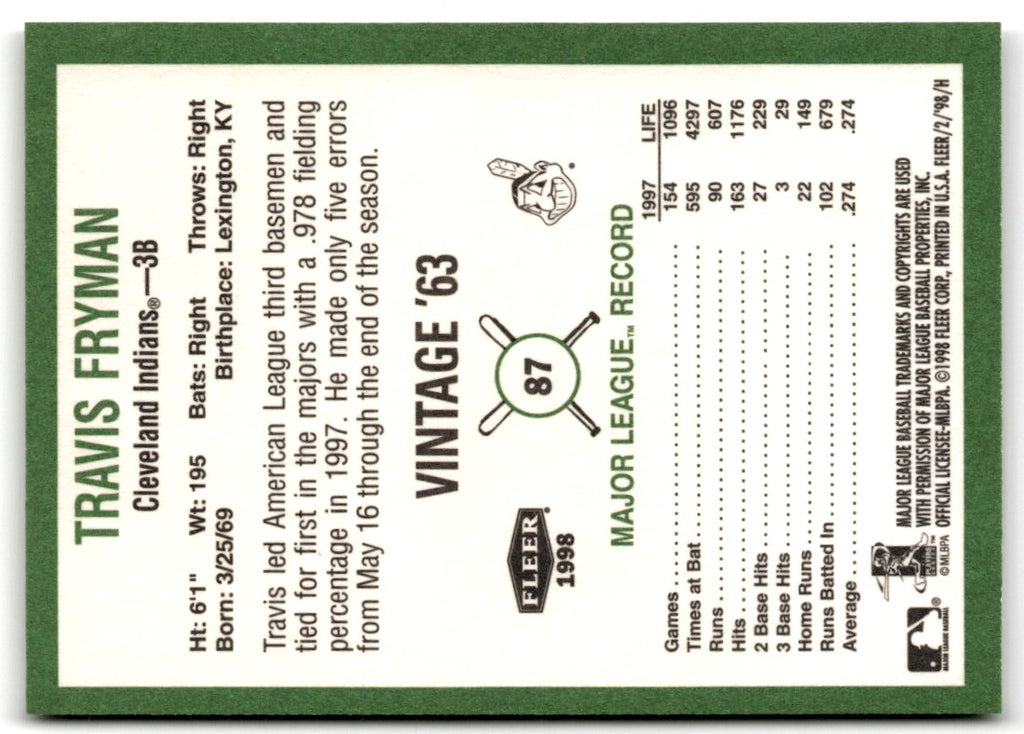 TRAVIS FRYMAN
Cleveland Indians®—3B
Ht: 6'1" Wt: 195 Bats: Right Throws: Right
Born: 3/25/69 Birthplace: Lexington, KY
Travis led American League third basemen and
tied for first in the majors with a .978 fielding
percentage in 1997. He made only five errors
from May 16 through the end of the season.
VINTAGE '63
FLEER®
1998
87
MAJOR LEAGUE™ RECORD
1997 LIFE
Games 154 1096
Times at Bat 595 4297
Runs 90 607
Hits 163 1176
2 Base Hits 27 229
3 Base Hits 3 29
Home Runs 22 149
Runs Batted In 102 679
Average .274 .274
MAJOR LEAGUE BASEBALL TRADEMARKS AND COPYRIGHTS ARE USED
WITH PERMISSION OF MAJOR LEAGUE BASEBALL PROPERTIES, INC.
OFFICIAL LICENSEE-MLBPA. ©1998 FLEER CORP., PRINTED IN U.S.A. FLEER/2/'98/H
©MLBPA
MAJOR LEAGUE BASEBALL